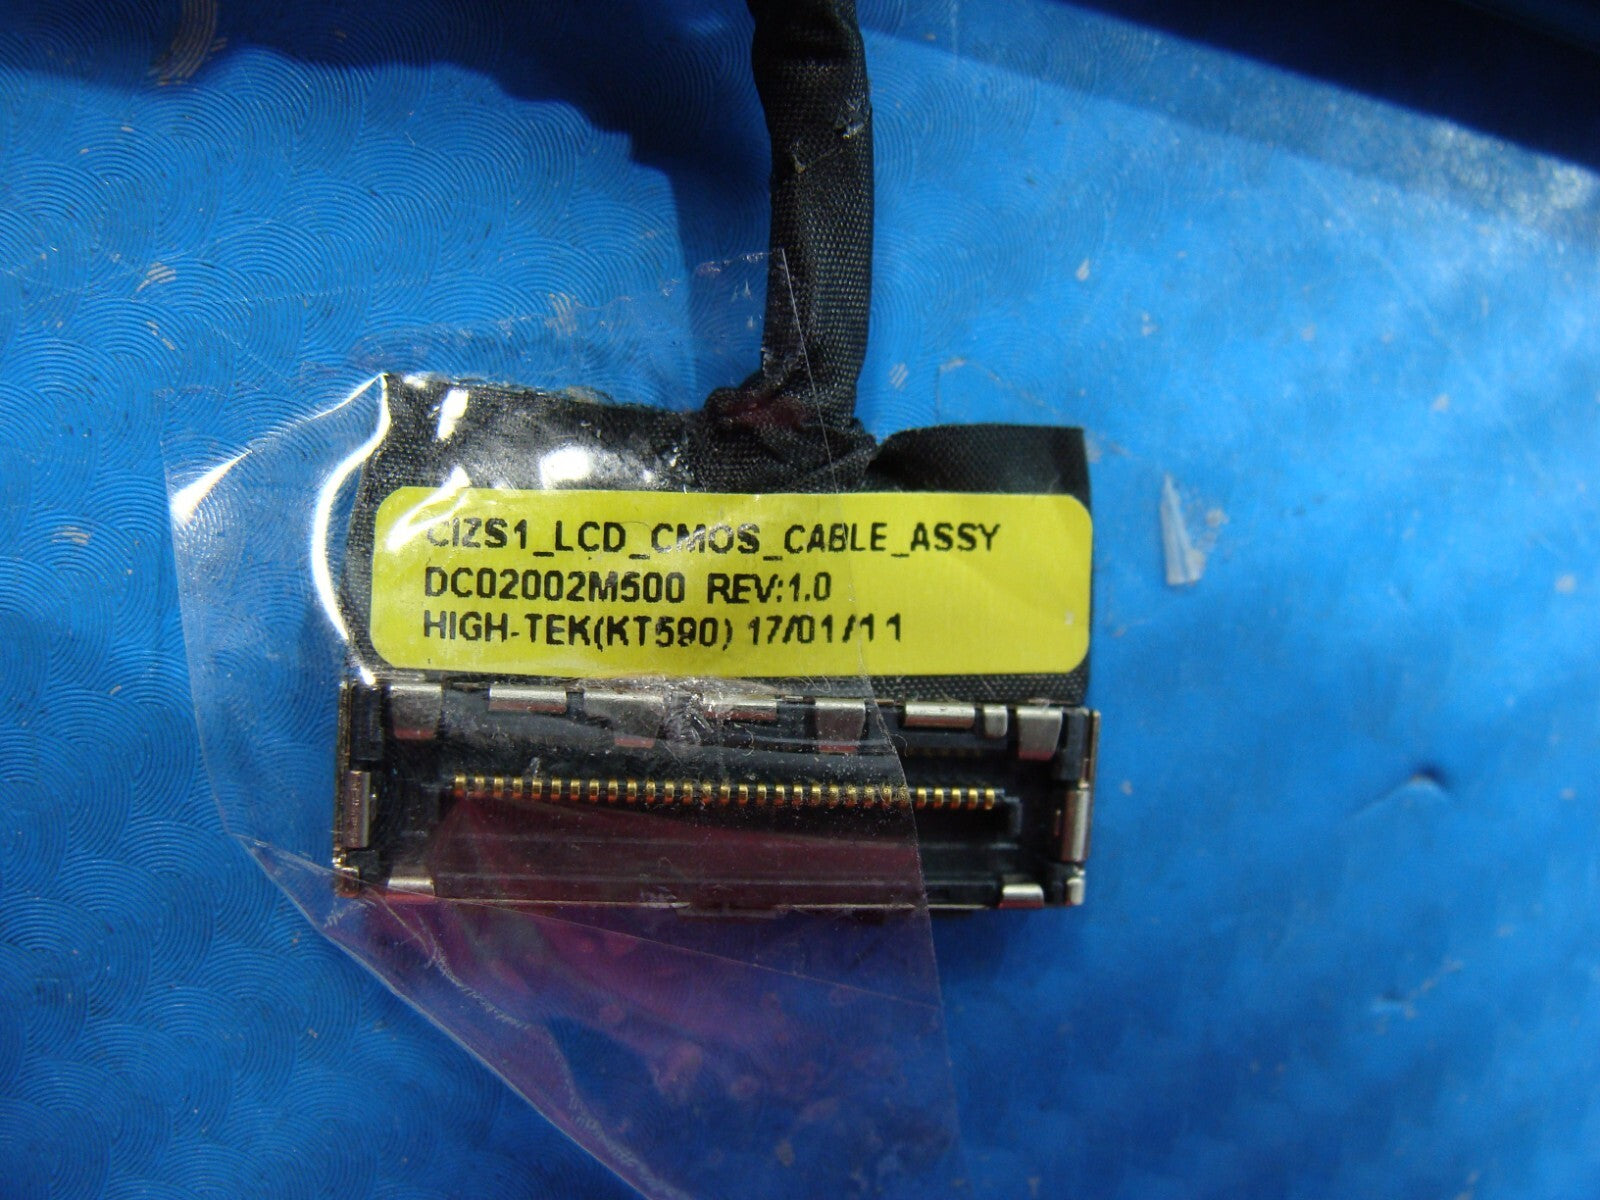 CIZS1_LCD_CMOS_CABLE_ASSY
DC02002M500 REV:1.0
HIGH-TEK(KT590) 17/01/11